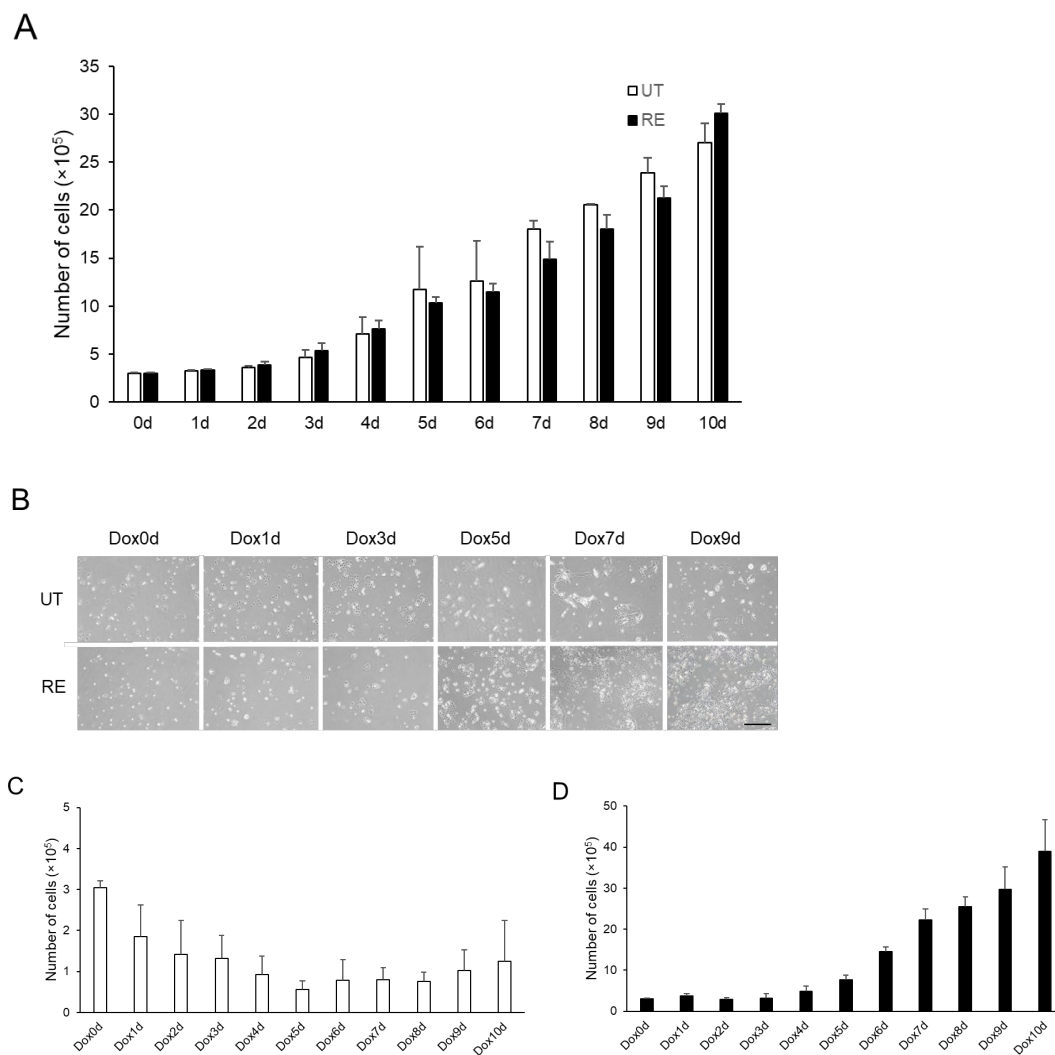 A
35
30
25
20
15
10
5
0
Number of cells (×10⁵)
UT
RE
0d 1d 2d 3d 4d 5d 6d 7d 8d 9d 10d
B
Dox0d Dox1d Dox3d Dox5d Dox7d Dox9d
UT
RE
C
5
4
3
2
1
0
Number of cells (×10⁵)
Dox0d Dox1d Dox2d Dox3d Dox4d Dox5d Dox6d Dox7d Dox8d Dox9d Dox10d
D
50
40
30
20
10
0
Number of cells (×10⁵)
Dox0d Dox1d Dox2d Dox3d Dox4d Dox5d Dox6d Dox7d Dox8d Dox9d Dox10d